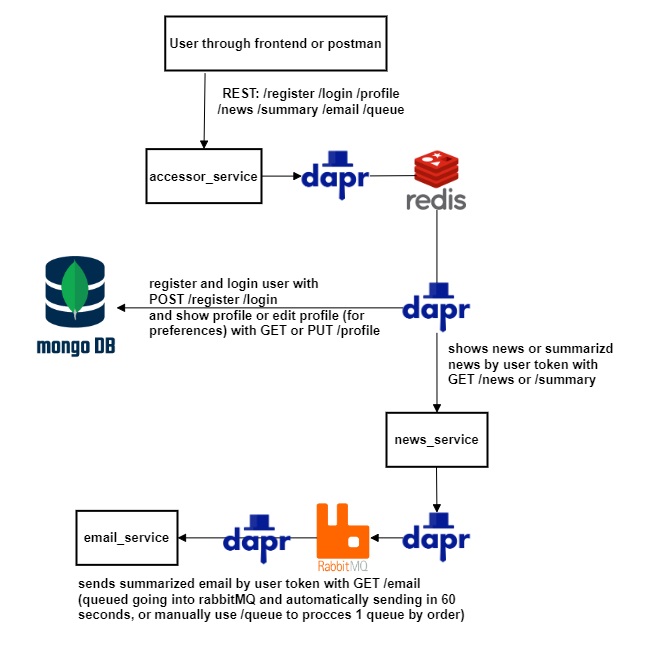 User through frontend or postman
REST: /register /login /profile
/news /summary /email /queue
accessor_service
dapr
redis
register and login user with
POST /register /login
and show profile or edit profile (for
preferences) with GET or PUT /profile
mongo DB
dapr
shows news or summarizd
news by user token with
GET /news or /summary
news_service
email_service
dapr
RabbitMQ
dapr
sends summarized email by user token with GET /email
(queued going into rabbitMQ and automatically sending in 60
seconds, or manually use /queue to procces 1 queue by order)